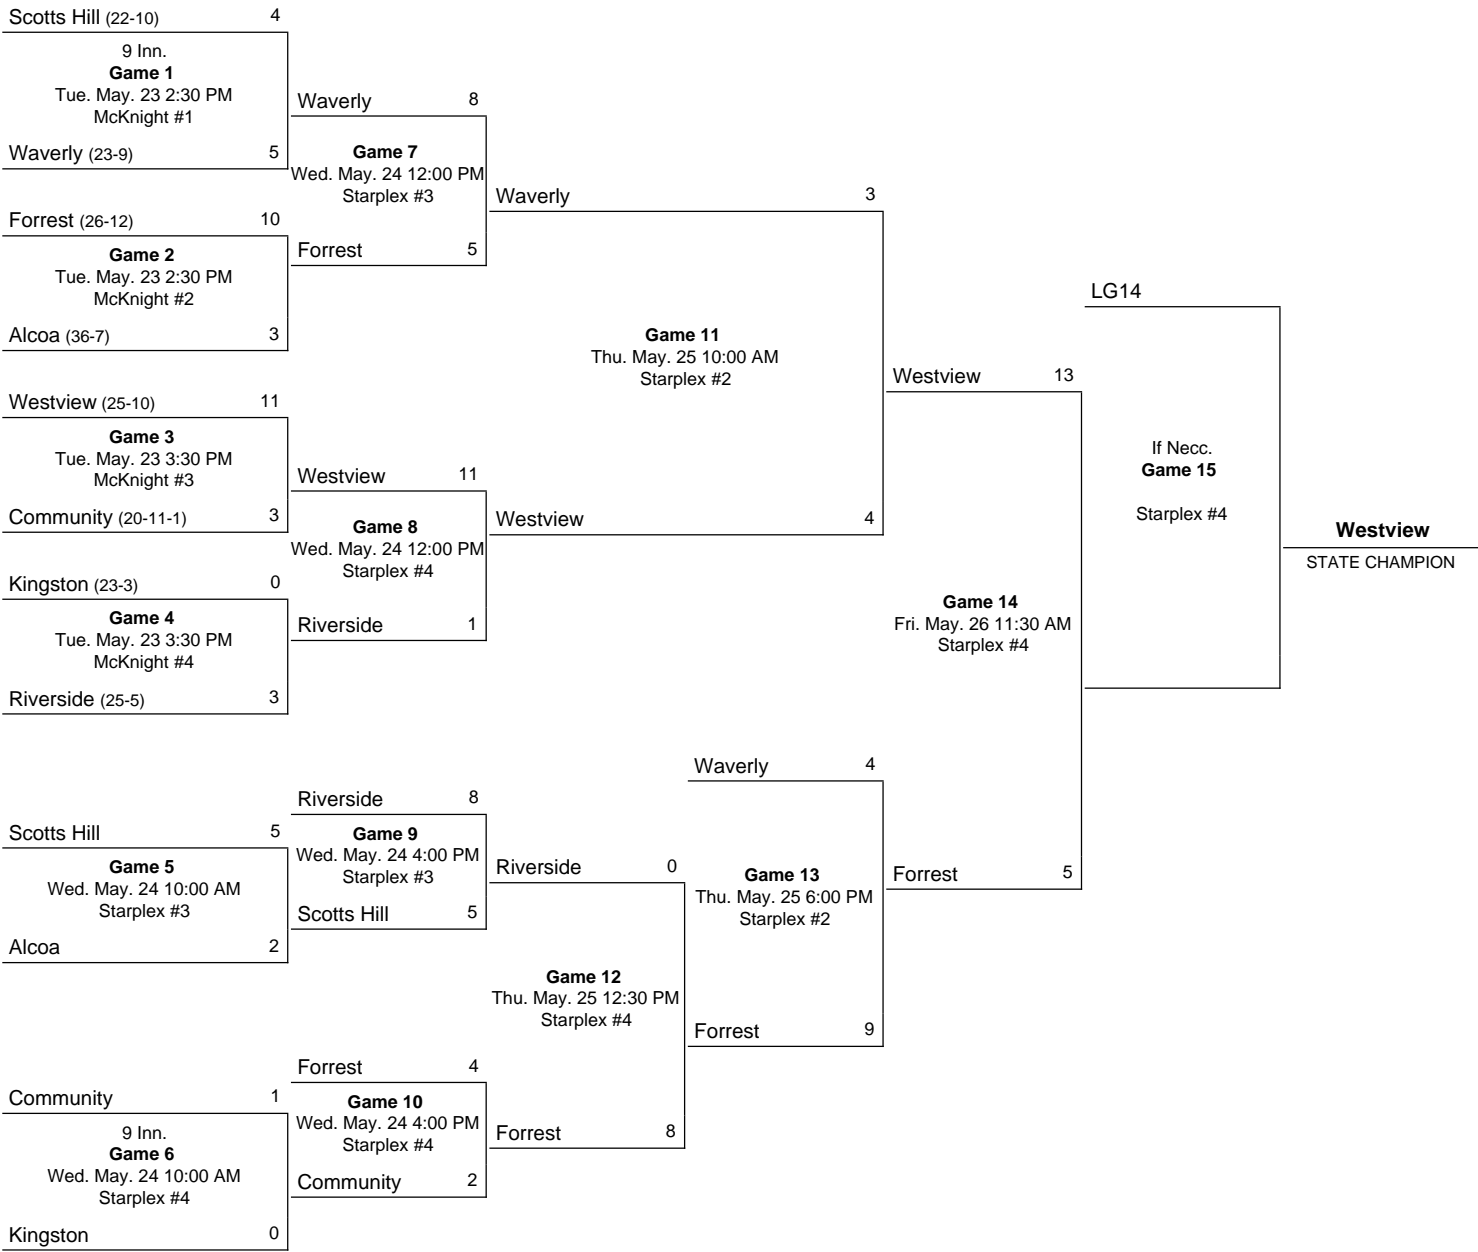 Scotts Hill (22-10) 4
9 Inn.
Game 1
Tue. May. 23 2:30 PM
McKnight #1
Waverly (23-9) 5
Forrest (26-12) 10
Game 2
Tue. May. 23 2:30 PM
McKnight #2
Alcoa (36-7) 3
Westview (25-10) 11
Game 3
Tue. May. 23 3:30 PM
McKnight #3
Community (20-11-1) 3
Kingston (23-3) 0
Game 4
Tue. May. 23 3:30 PM
McKnight #4
Riverside (25-5) 3
Waverly 8
Game 7
Wed. May. 24 12:00 PM
Starplex #3
Forrest 5
Westview 11
Game 8
Wed. May. 24 12:00 PM
Starplex #4
Riverside 1
Waverly 3
Game 11
Thu. May. 25 10:00 AM
Starplex #2
Westview 4
Scotts Hill 5
Game 5
Wed. May. 24 10:00 AM
Starplex #3
Alcoa 2
Community 1
9 Inn.
Game 6
Wed. May. 24 10:00 AM
Starplex #4
Kingston 0
Riverside 8
Game 9
Wed. May. 24 4:00 PM
Starplex #3
Scotts Hill 5
Forrest 4
Game 10
Wed. May. 24 4:00 PM
Starplex #4
Community 2
Riverside 0
Game 12
Thu. May. 25 12:30 PM
Starplex #4
Forrest 8
Waverly 4
Game 13
Thu. May. 25 6:00 PM
Starplex #2
Forrest 9
Westview 13
Game 14
Fri. May. 26 11:30 AM
Starplex #4
Forrest 5
LG14
If Necc.
Game 15
Starplex #4
Westview
STATE CHAMPION